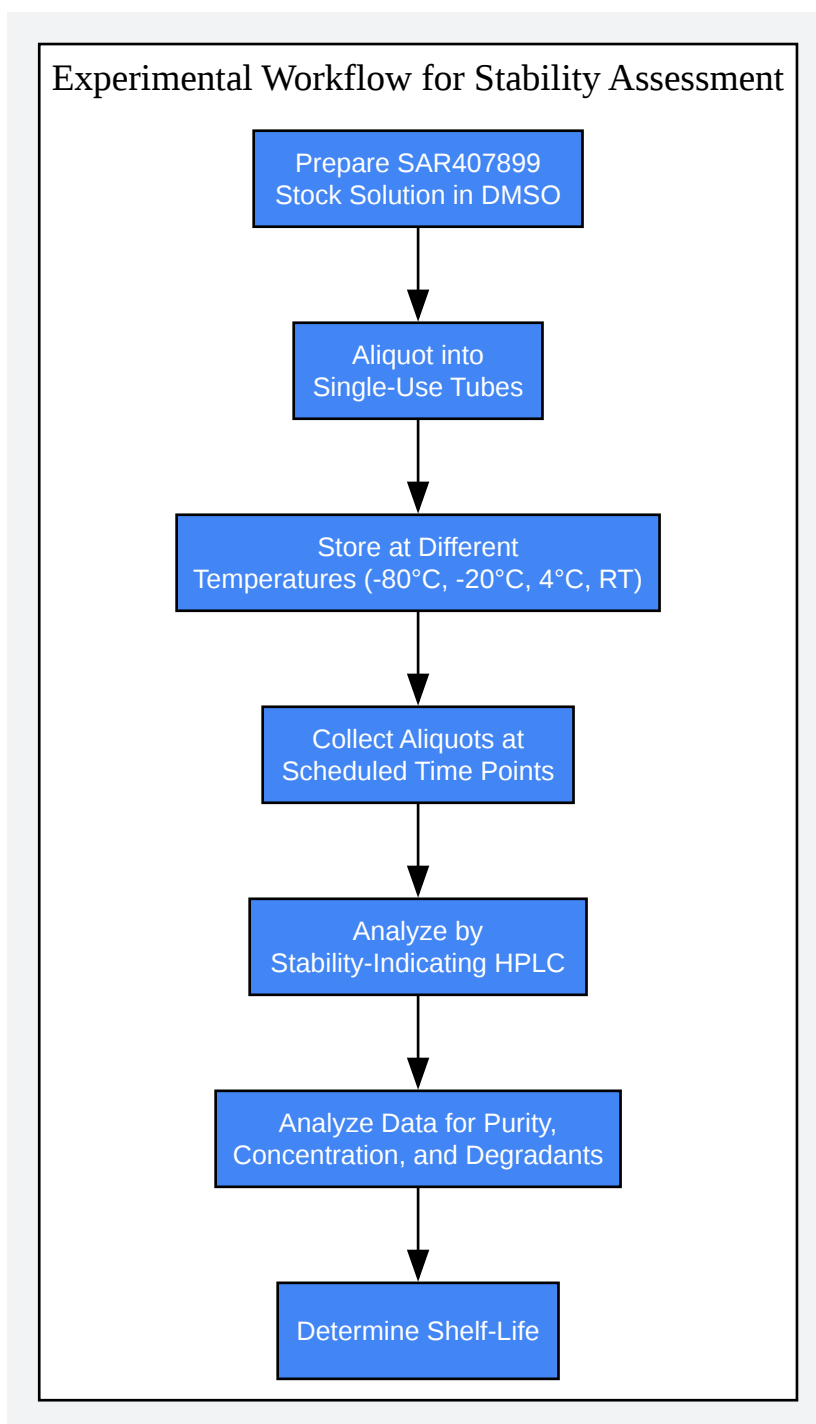 Experimental Workflow for Stability Assessment
Prepare SAR407899
Stock Solution in DMSO
Aliquot into
Single-Use Tubes
Store at Different
Temperatures (-80°C, -20°C, 4°C, RT)
Collect Aliquots at
Scheduled Time Points
Analyze by
Stability-Indicating HPLC
Analyze Data for Purity,
Concentration, and Degradants
Determine Shelf-Life